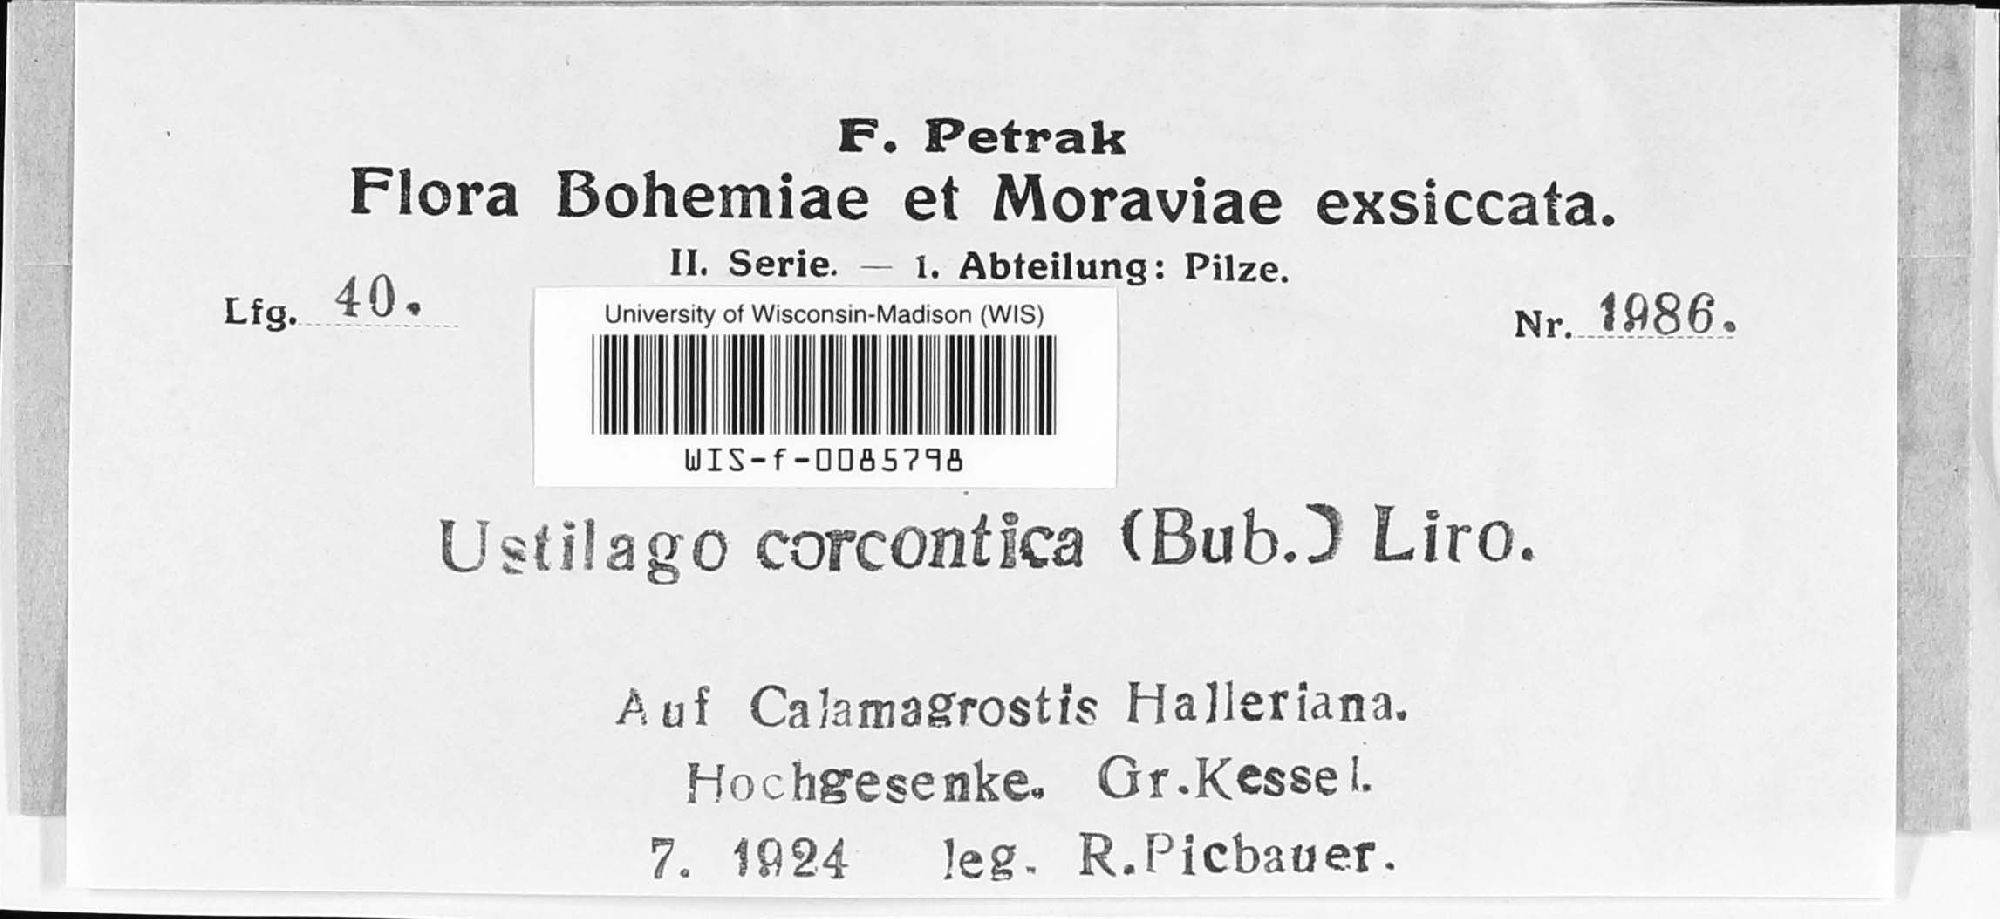 F. Petrak
Flora Bohemiae et Moraviae exsiccata.
II. Serie. — 1. Abteilung: Pilze.
Lfg. 40.
Nr. 1986.
University of Wisconsin-Madison (WIS)
WIS-f-0085798
Ustilago corcontica (Bub.) Liro.
Auf Calamagrostis Halleriana.
Hochgesenke. Gr.Kessel.
7. 1924 leg. R.Picbauer.